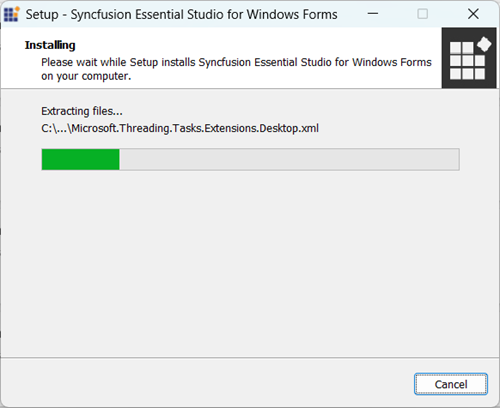 Setup - Syncfusion Essential Studio for Windows Forms
Installing
Please wait while Setup installs Syncfusion Essential Studio for Windows Forms
on your computer.
Extracting files...
C:\...\Microsoft.Threading.Tasks.Extensions.Desktop.xml
Cancel